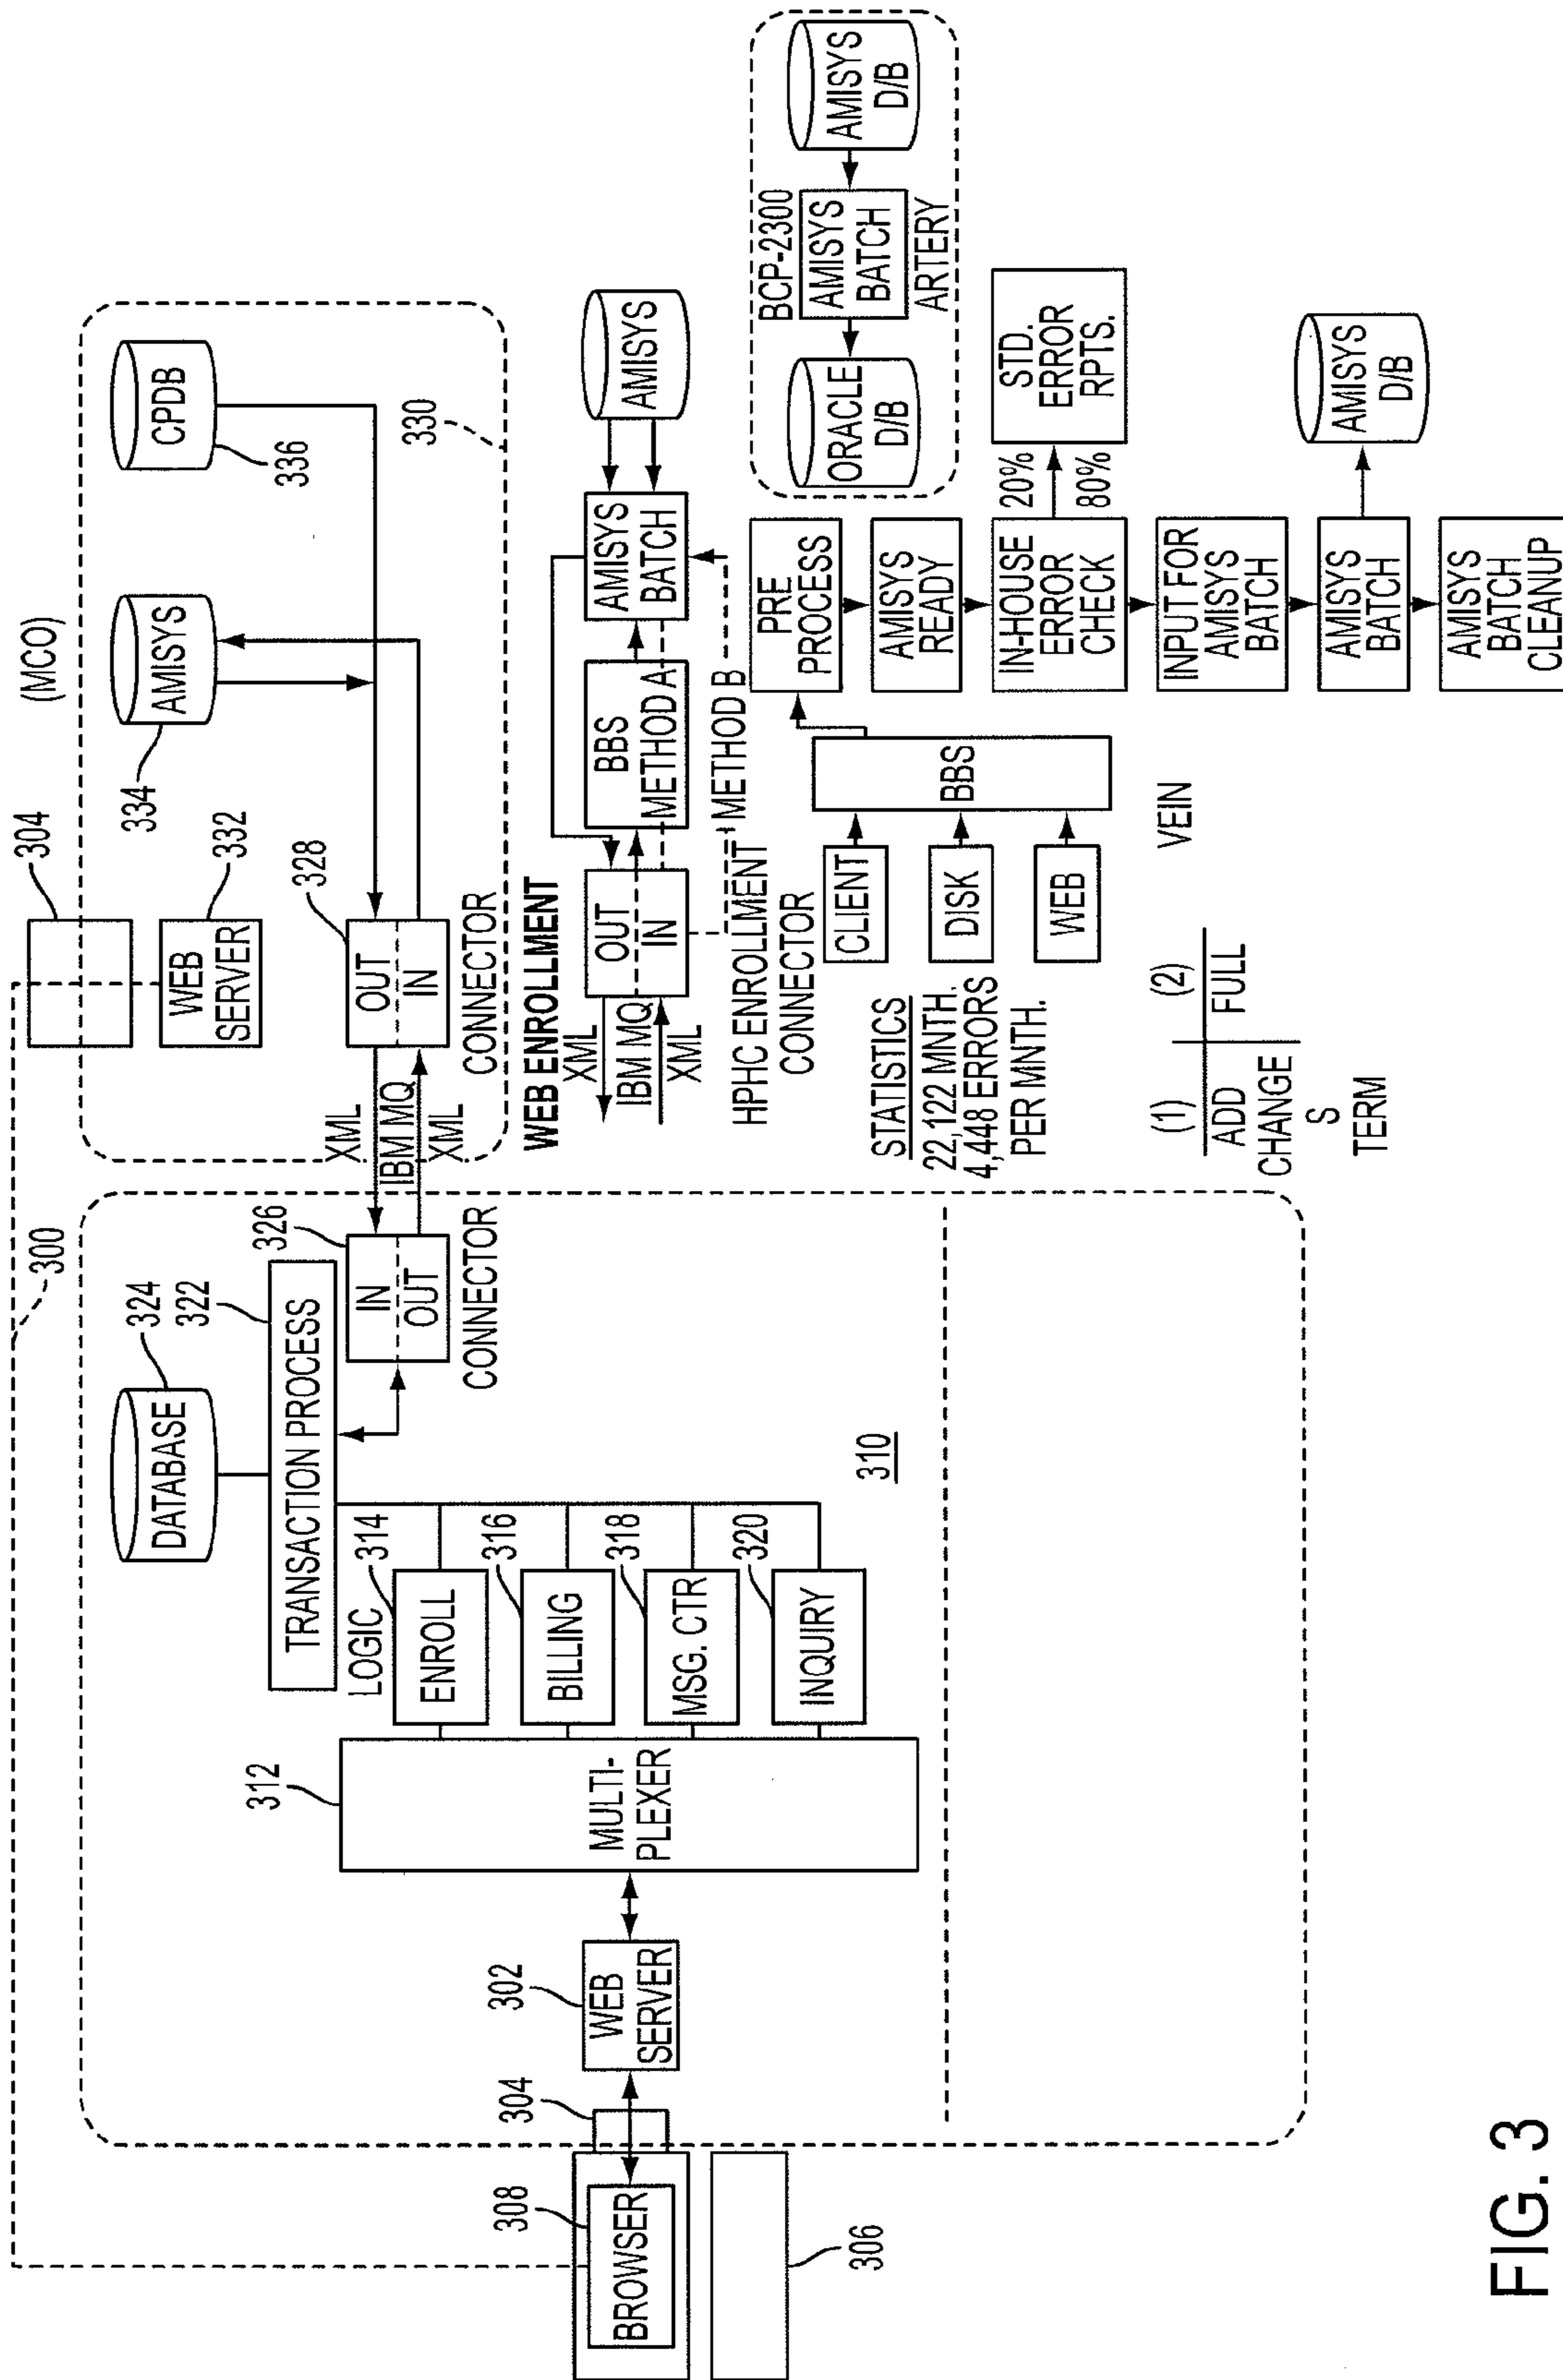 300
(MCO)
304
WEB
SERVER
332
AMISYS
334
CPDB
336
328
OUT
IN
CONNECTOR
330
XML
IBM MQ
XML
DATABASE
324
TRANSACTION PROCESS
322
326
IN
OUT
CONNECTOR
LOGIC
ENROLL
314
BILLING
316
MSG. CTR
318
INQUIRY
320
310
312
MULTI-
PLEXER
302
WEB
SERVER
304
308
BROWSER
306
WEB ENROLLMENT
XML
IBM MQ
XML
OUT
IN
HPHC ENROLLMENT
CONNECTOR
BBS
METHOD A
METHOD B
AMISYS
BATCH
AMISYS
STATISTICS
22,122 MNTH.
4,448 ERRORS
PER MNTH.
CLIENT
DISK
WEB
BBS
VEIN
PRE
PROCESS
AMISYS
READY
IN-HOUSE
ERROR
CHECK
20%
80%
STD.
ERROR
RPTS.
INPUT FOR
AMISYS
BATCH
AMISYS
BATCH
AMISYS
D/B
AMISYS
BATCH
CLEANUP
BCP-2300
ORACLE
D/B
AMISYS
BATCH
ARTERY
AMISYS
D/B
(1) (2)
ADD FULL
CHANGE
S
TERM
FIG. 3